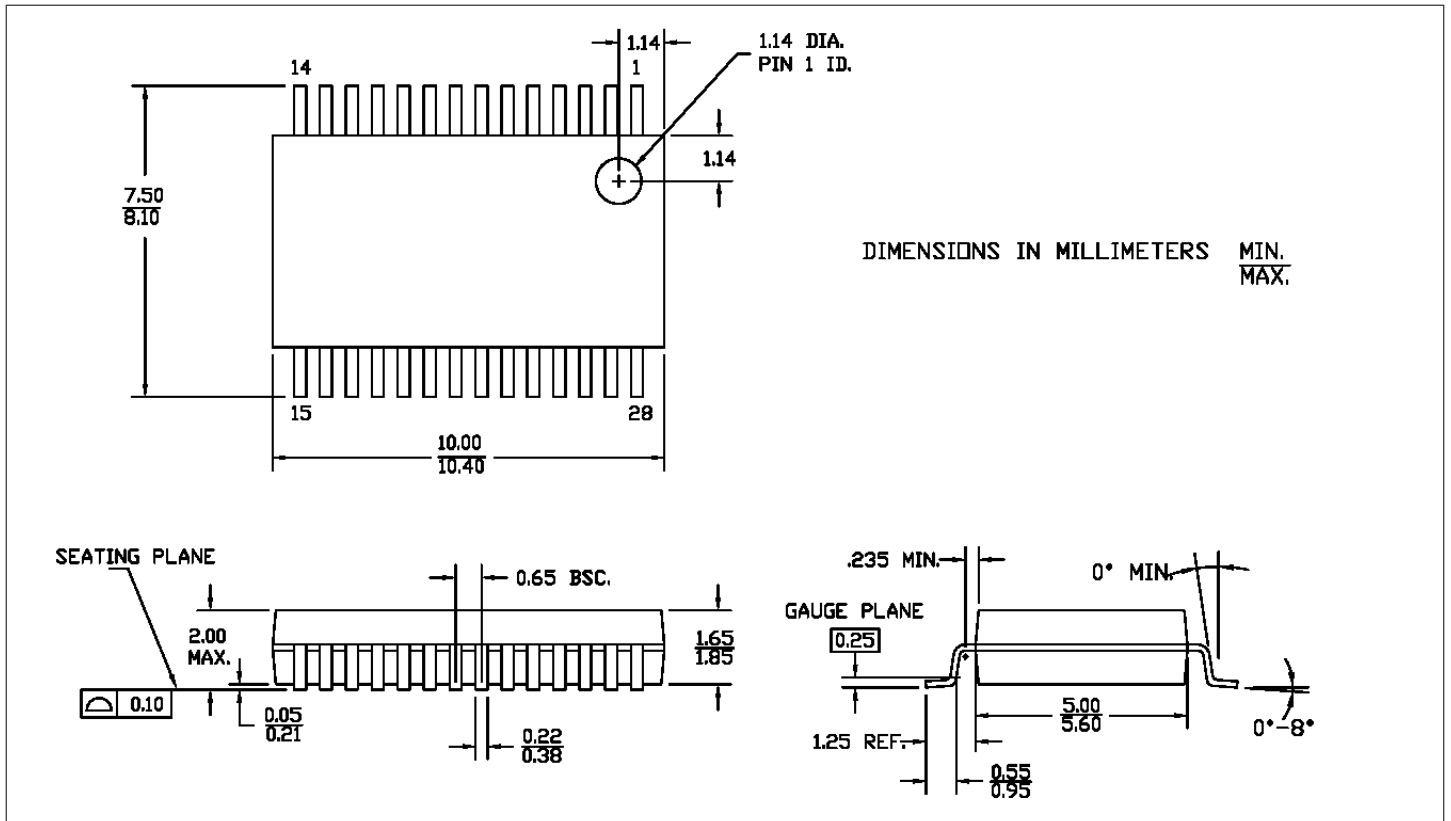 1.14
1.14 DIA.
PIN 1 ID.
14
1
1.14
7.50
8.10
DIMENSIONS IN MILLIMETERS MIN.
MAX.
15
28
10.00
10.40
SEATING PLANE
0.65 BSC.
2.00
MAX.
1.65
1.85
0.10
0.05
0.21
0.22
0.38
.235 MIN.
0° MIN.
GAUGE PLANE
0.25
5.00
5.60
0°-8°
1.25 REF.
0.55
0.95